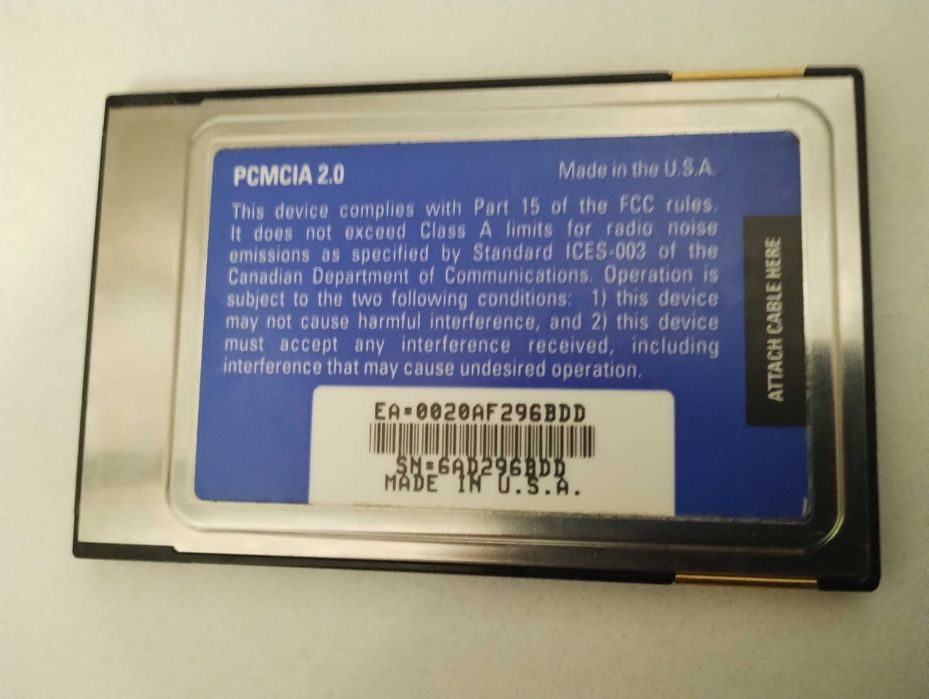 PCMCIA 2.0
Made in the U.S.A.
This device complies with Part 15 of the FCC rules.
It does not exceed Class A limits for radio noise
emissions as specified by Standard ICES-003 of the
Canadian Department of Communications. Operation is
subject to the two following conditions: 1) this device
may not cause harmful interference, and 2) this device
must accept any interference received, including
interference that may cause undesired operation.
ATTACH CABLE HERE
EA=0020AF296BDD
SN=6AD296BDD
MADE IN U.S.A.